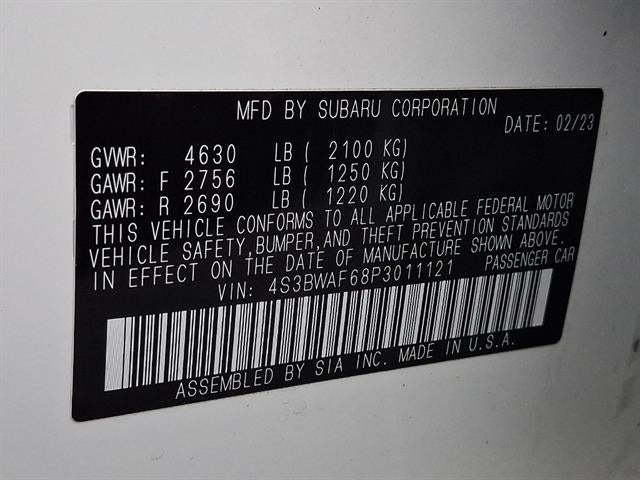 MFD BY SUBARU CORPORATION
DATE: 02/23
GVWR: 4630 LB ( 2100 KG)
GAWR: F 2756 LB ( 1250 KG)
GAWR: R 2690 LB ( 1220 KG)
THIS VEHICLE CONFORMS TO ALL APPLICABLE FEDERAL MOTOR
VEHICLE SAFETY, BUMPER, AND THEFT PREVENTION STANDARDS
IN EFFECT ON THE DATE OF MANUFACTURE SHOWN ABOVE.
VIN: 4S3BWAF68P3011121 PASSENGER CAR
ASSEMBLED BY SIA INC. MADE IN U.S.A.